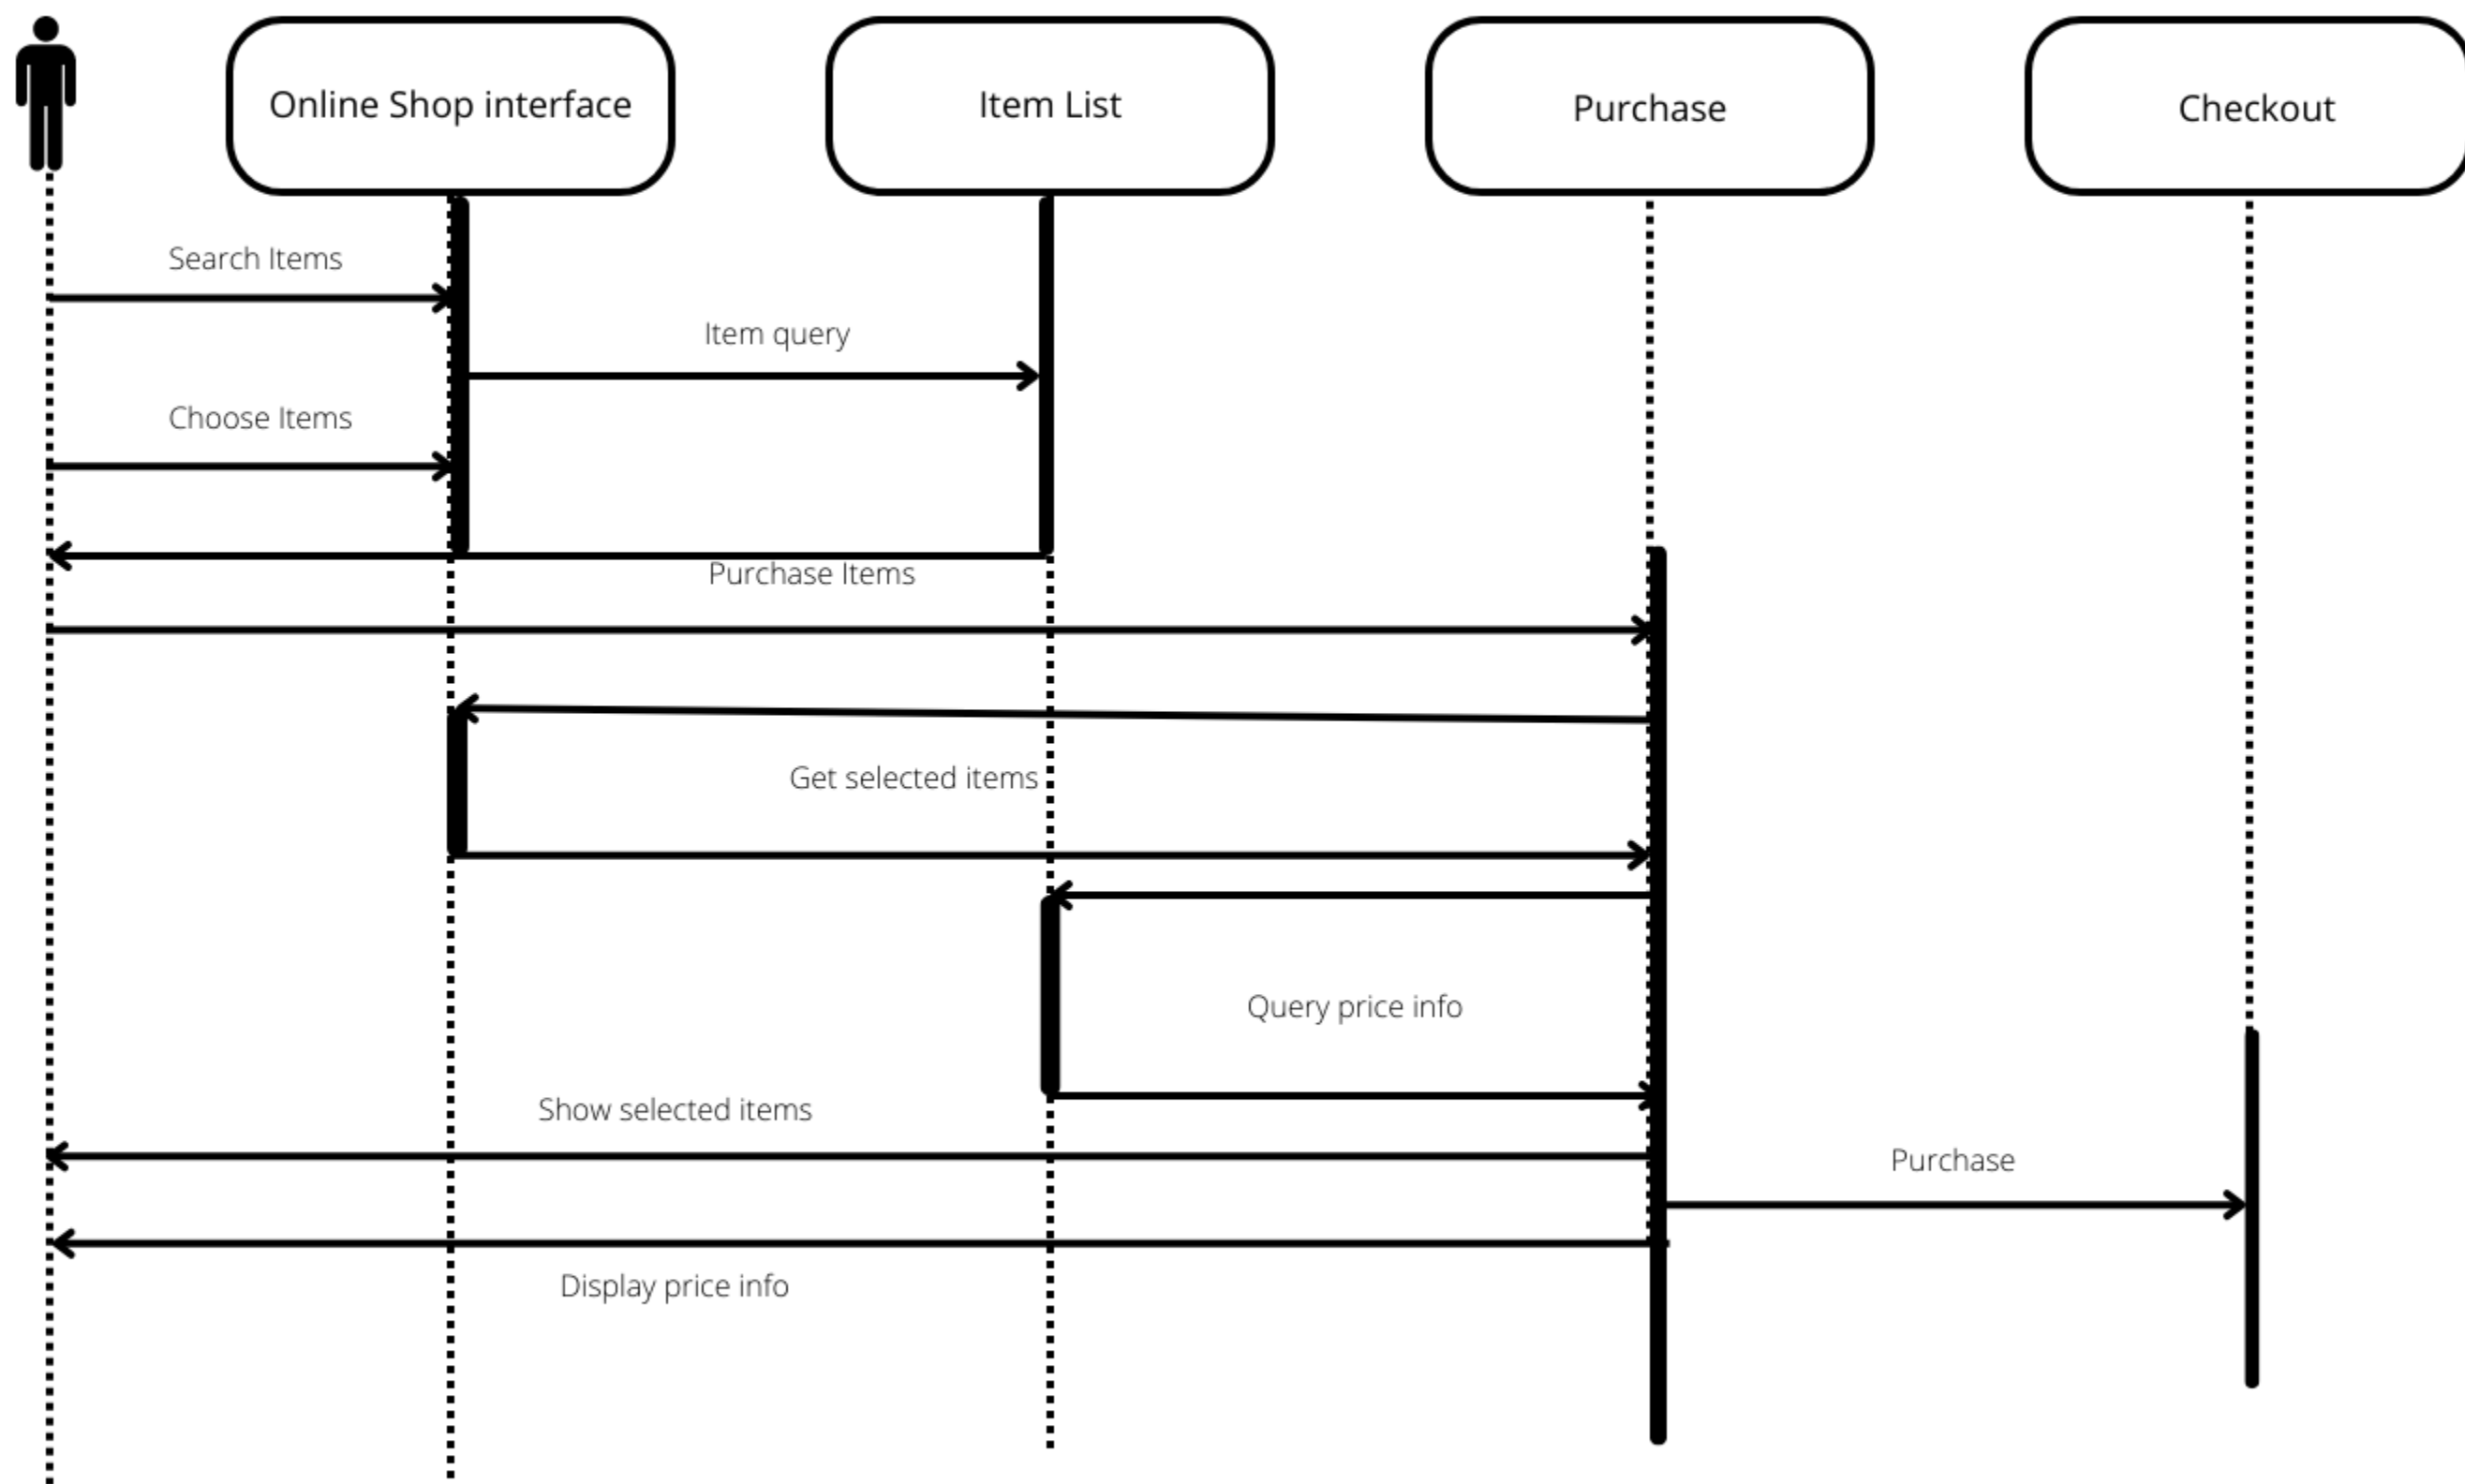 Online Shop interface
Item List
Purchase
Checkout
Search Items
Item query
Choose Items
Purchase Items
Get selected items
Query price info
Show selected items
Purchase
Display price info